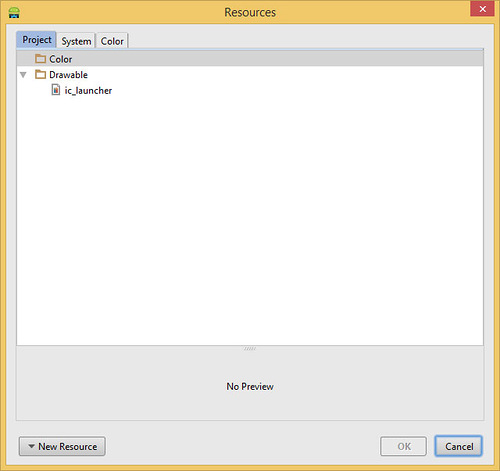 Resources
Project System Color
Color
Drawable
ic_launcher
No Preview
New Resource OK Cancel